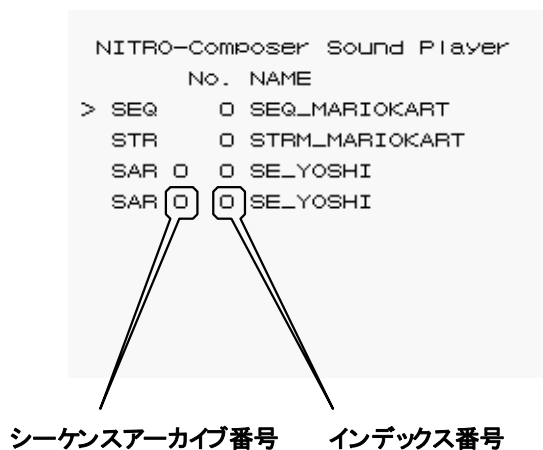 NITRO-Composer Sound Player
No. NAME
> SEQ 0 SEQ_MARIOKART
STR 0 STRM_MARIOKART
SAR 0 0 SE_YOSHI
SAR 0 0 SE_YOSHI
シーケンスアーカイブ番号 インデックス番号